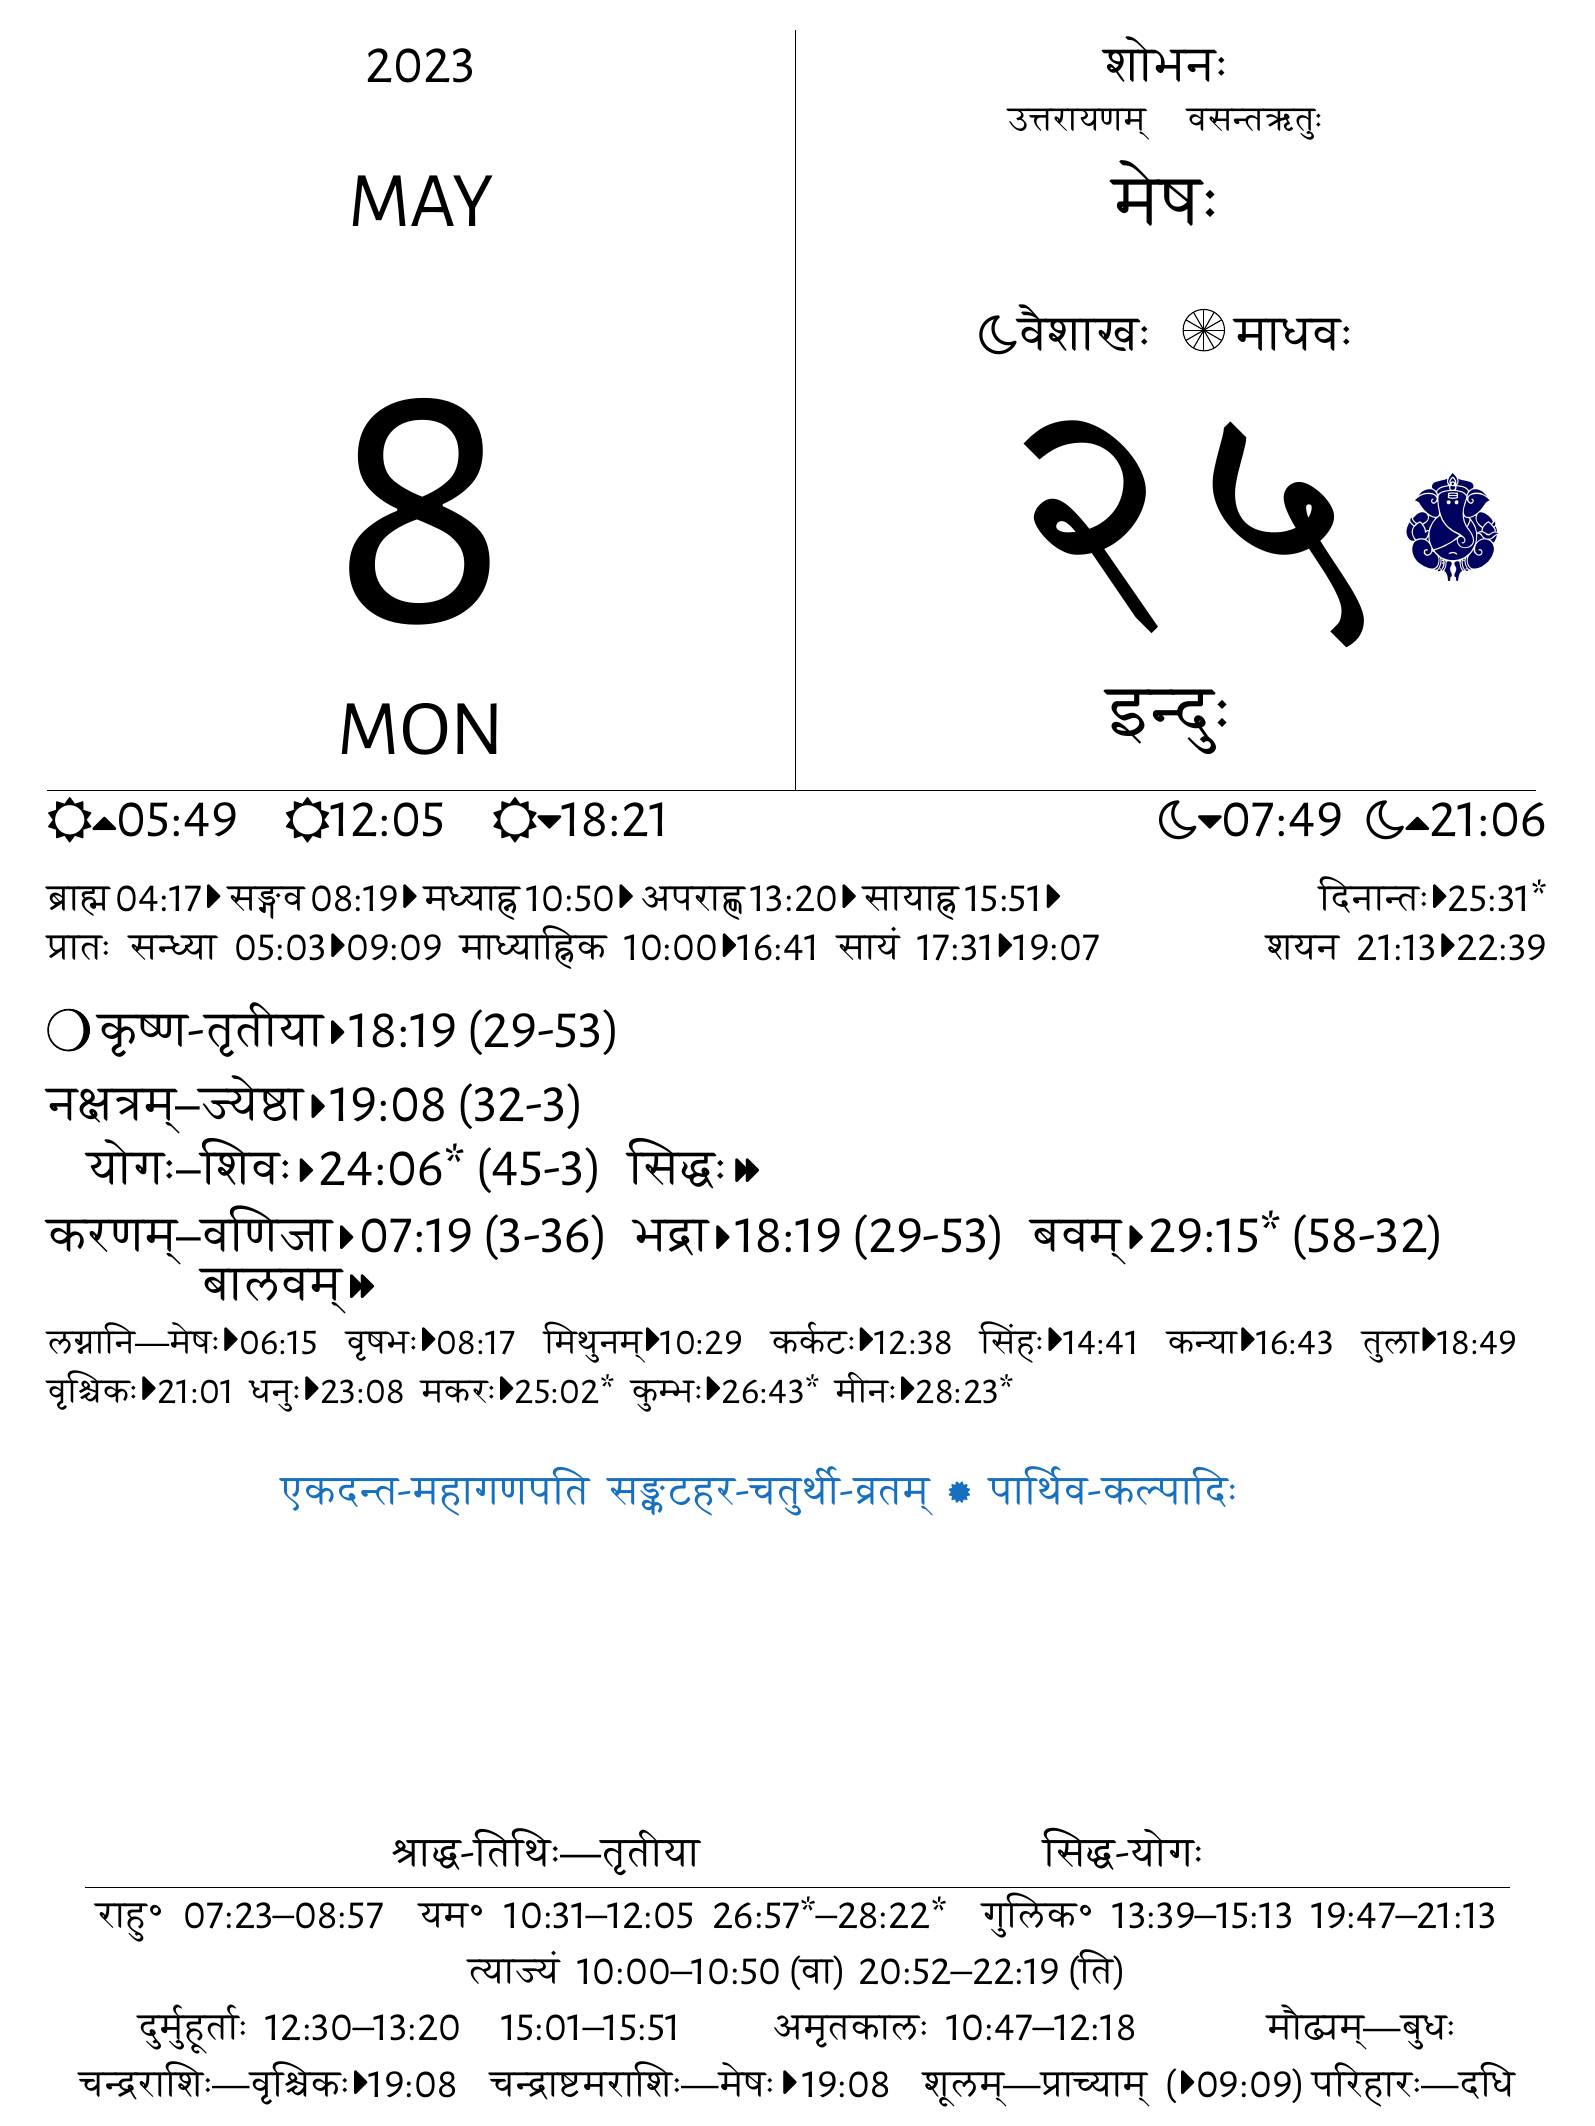 2023
MAY
8
MON
शोभनः
उत्तरायणम् वसन्तऋतुः
मेषः
वैशाखः माधवः
२५
इन्दुः
05:49 12:05 18:21 07:49 21:06
ब्राह्म 04:17 सङ्गव 08:19 मध्याह्न 10:50 अपराह्ण 13:20 सायाह्न 15:51 दिनान्तः 25:31*
प्रातः सन्ध्या 05:03 09:09 माध्याह्निक 10:00 16:41 सायं 17:31 19:07 शयन 21:13 22:39
कृष्ण-तृतीया 18:19 (29-53)
नक्षत्रम्–ज्येष्ठा 19:08 (32-3)
योगः–शिवः 24:06* (45-3) सिद्धः
करणम्–वणिजा 07:19 (3-36) भद्रा 18:19 (29-53) बवम् 29:15* (58-32)
बालवम्
लग्नानि—मेषः 06:15 वृषभः 08:17 मिथुनम् 10:29 कर्कटः 12:38 सिंहः 14:41 कन्या 16:43 तुला 18:49
वृश्चिकः 21:01 धनुः 23:08 मकरः 25:02* कुम्भः 26:43* मीनः 28:23*
एकदन्त-महागणपति सङ्कटहर-चतुर्थी-व्रतम् पार्थिव-कल्पादिः
श्राद्ध-तिथिः—तृतीया सिद्ध-योगः
राहु॰ 07:23–08:57 यम॰ 10:31–12:05 26:57*–28:22* गुलिक॰ 13:39–15:13 19:47–21:13
त्याज्यं 10:00–10:50 (वा) 20:52–22:19 (ति)
दुर्मुहूर्ताः 12:30–13:20 15:01–15:51 अमृतकालः 10:47–12:18 मौढ्यम्—बुधः
चन्द्रराशिः—वृश्चिकः 19:08 चन्द्राष्टमराशिः—मेषः 19:08 शूलम्—प्राच्याम् (09:09) परिहारः—दधि